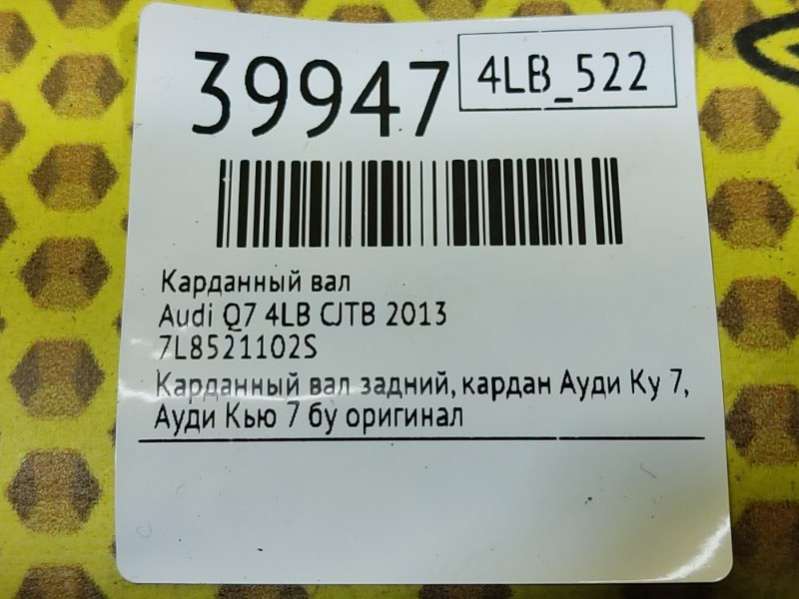 39947
4LB_522
Карданный вал
Audi Q7 4LB CJTB 2013
7L8521102S
Карданный вал задний, кардан Ауди Ку 7,
Ауди Кью 7 бу оригинал